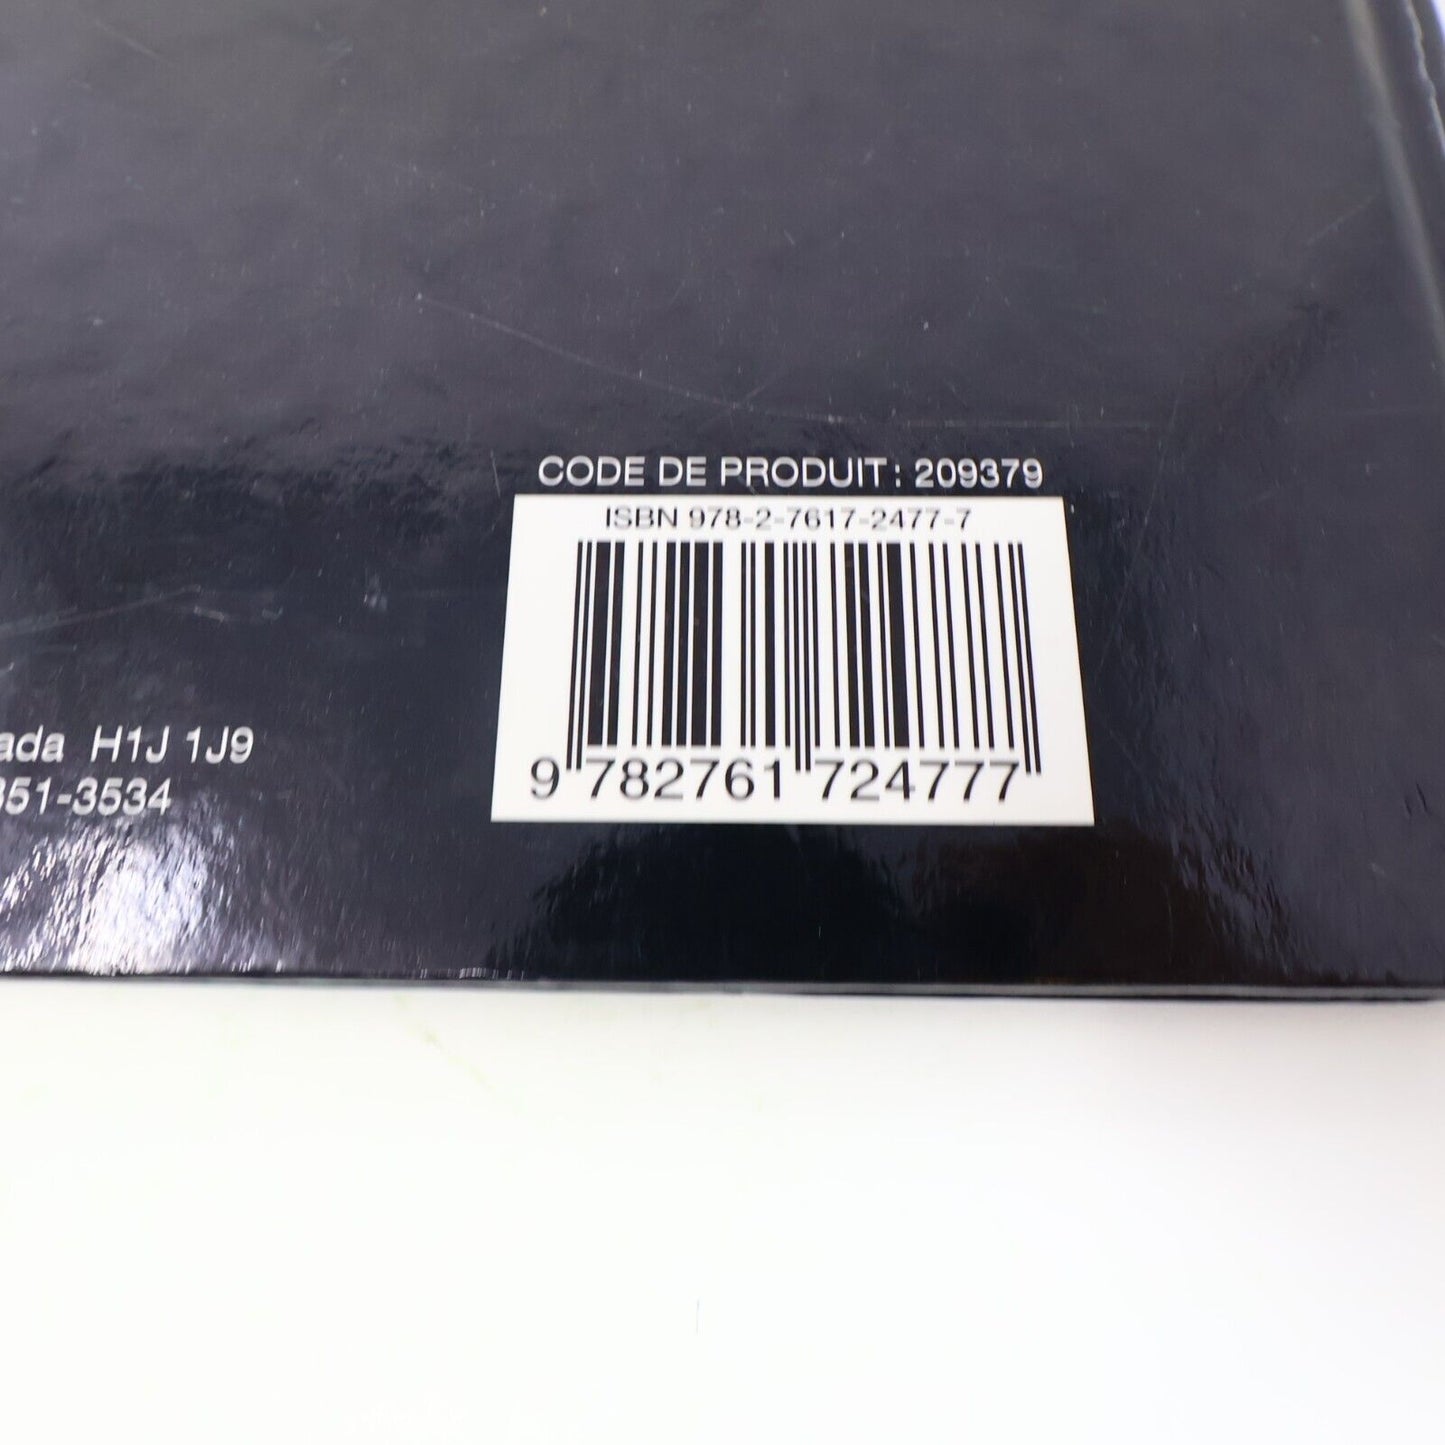 CODE DE PRODUIT : 209379
ISBN 978-2-7617-2477-7
9 782761 724777
ada H1J 1J9
351-3534